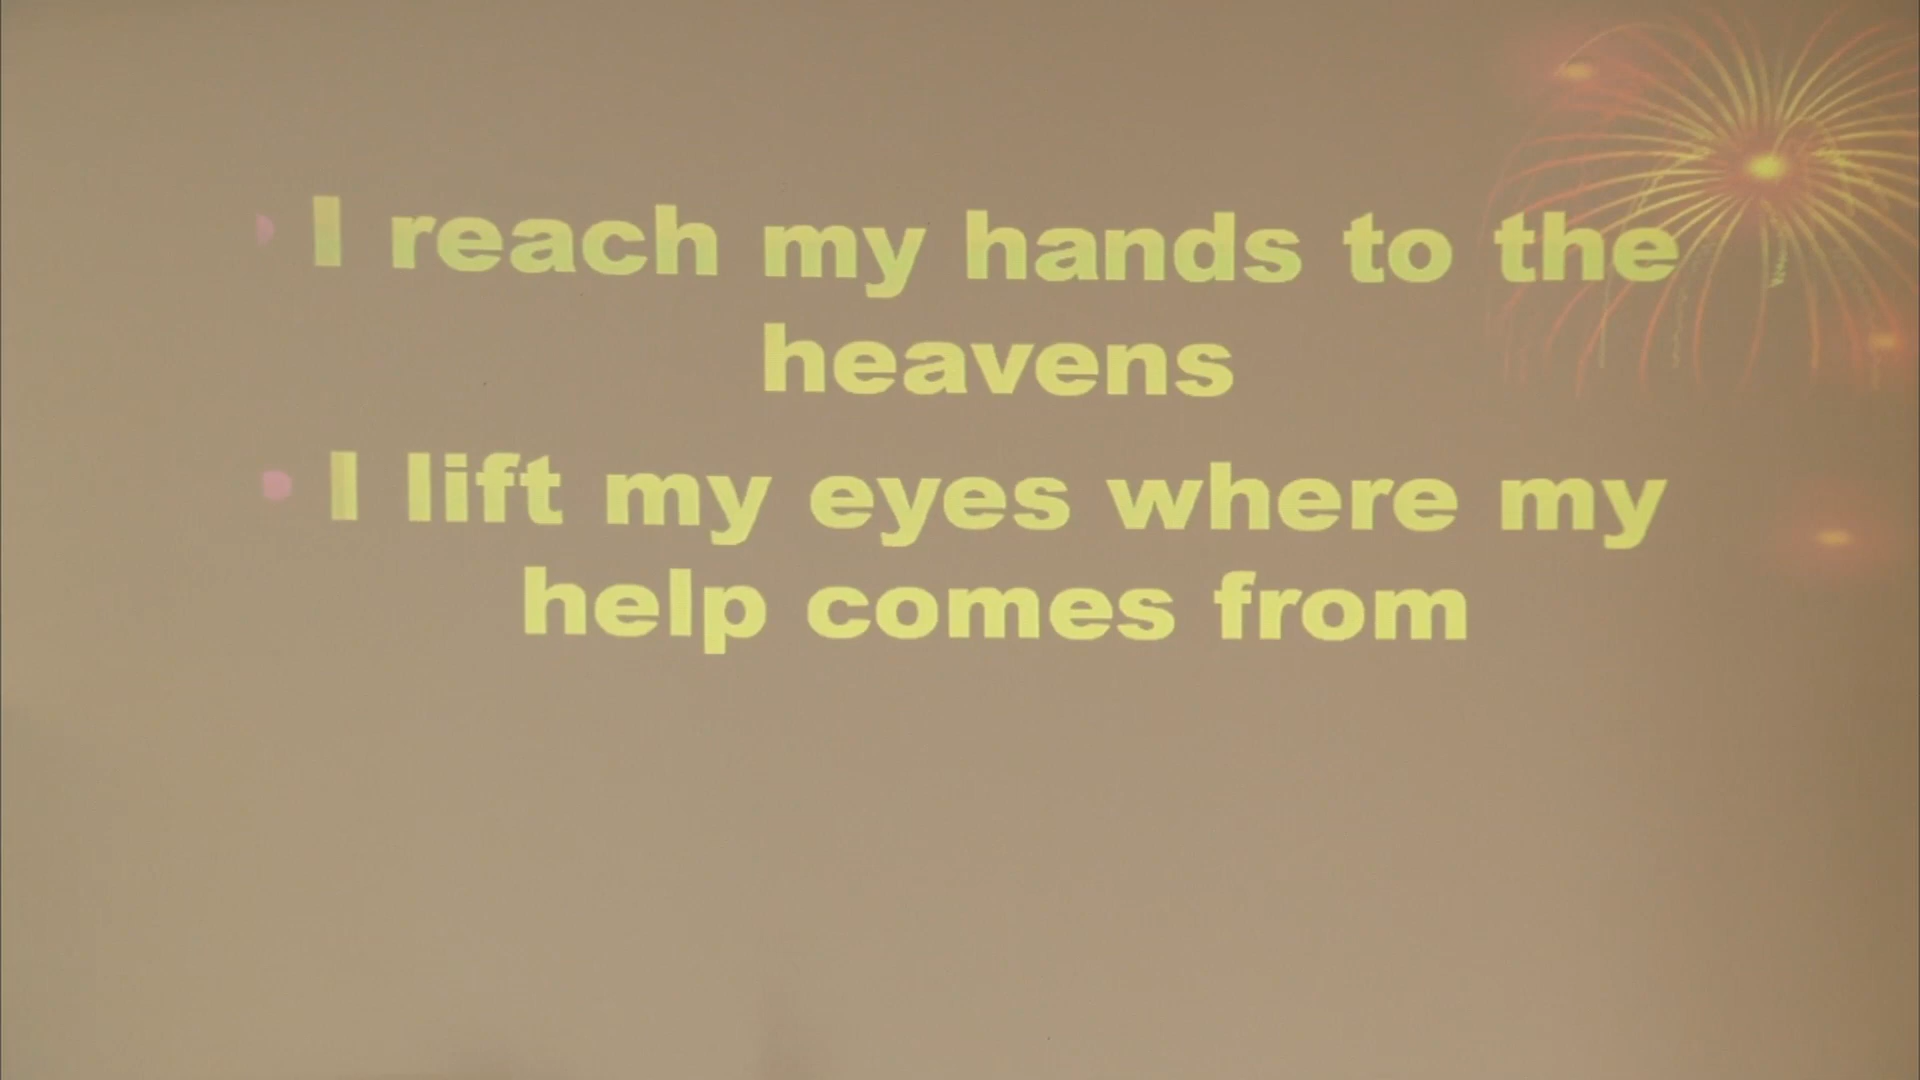 I reach my hands to the
heavens
I lift my eyes where my
help comes from